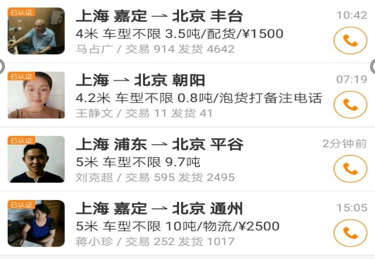 已认证
上海 嘉定 → 北京 丰台
10:42
4米 车型不限 3.5吨/配货/¥1500
马占广 / 交易 914 发货 4642
已认证
上海 → 北京 朝阳
07:19
4.2米 车型不限 0.8吨/泡货打备注电话
王静文 / 交易 11 发货 41
已认证
上海 浦东 → 北京 平谷
2分钟前
5米 车型不限 9.7吨
刘克超 / 交易 595 发货 2495
已认证
上海 嘉定 → 北京 通州
15:05
5米 车型不限 10吨/物流/¥2500
蒋小珍 / 交易 252 发货 1017